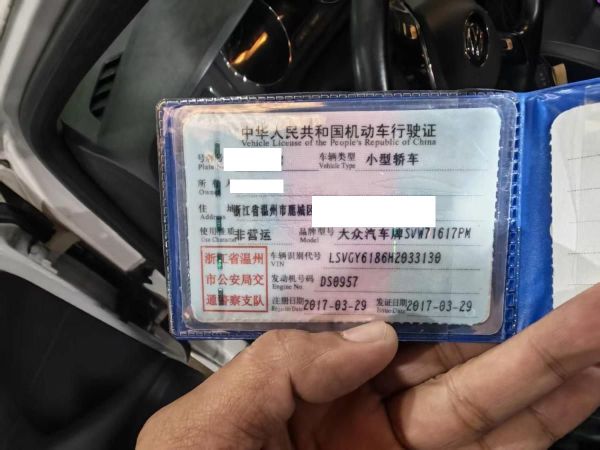 中华人民共和国机动车行驶证
Vehicle License of the People's Republic of China
号
Plate
车辆类型 小型轿车
Vehicle Type
所 有 人
Owner
住 址 浙江省温州市鹿城区
Address
使用性质 非营运
Use Character
品牌型号 大众汽车牌SVW71617PM
Model
浙江省温州
市公安局交
通警察支队
车辆识别代号 LSVGY6186H2033130
VIN
发动机号码 DS0957
Engine No.
注册日期 2017-03-29
Register Date
发证日期 2017-03-29
Issue Date